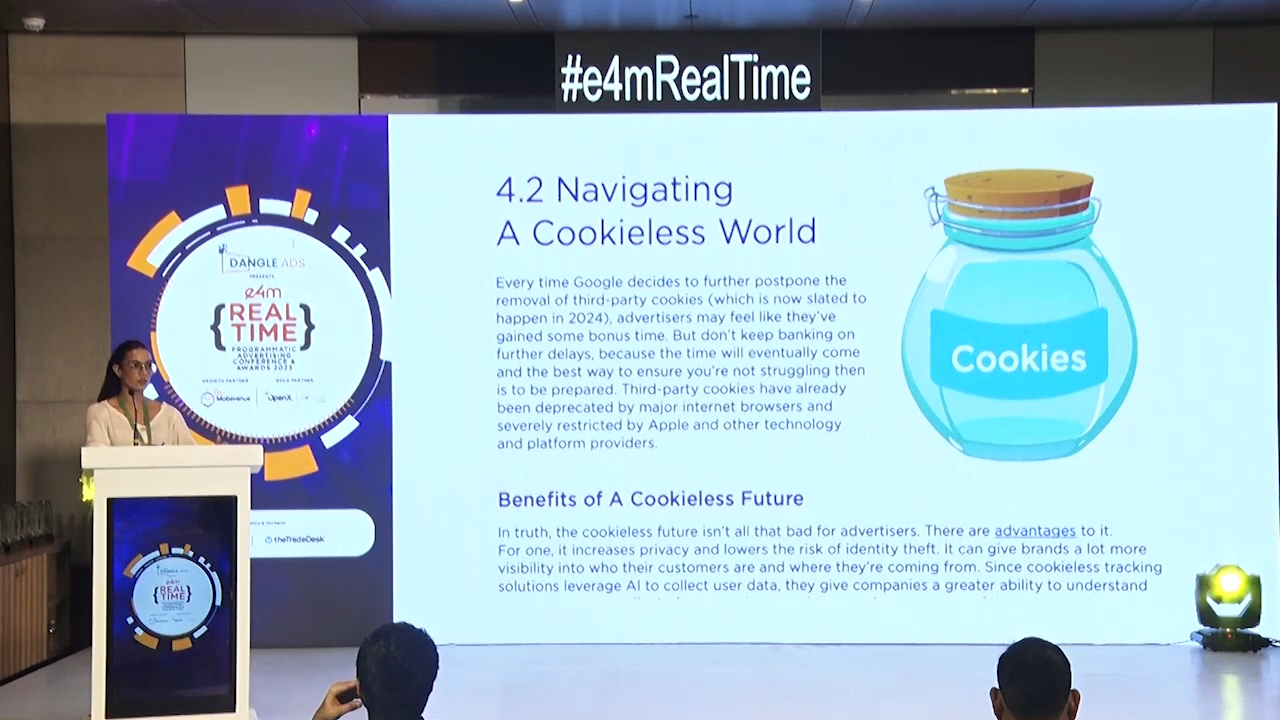 #e4mRealTime
DANGLE ADS
PRESENTS
e4m
{REAL
TIME}
PROGRAMMATIC
ADVERTISING
CONFERENCE &
AWARDS 2023
GROWTH PARTNER
GOLD PARTNER
Mobavenue
OpenX
theTradeDesk
4.2 Navigating
A Cookieless World
Every time Google decides to further postpone the
removal of third-party cookies (which is now slated to
happen in 2024), advertisers may feel like they've
gained some bonus time. But don't keep banking on
further delays, because the time will eventually come
and the best way to ensure you're not struggling then
is to be prepared. Third-party cookies have already
been deprecated by major internet browsers and
severely restricted by Apple and other technology
and platform providers.
Cookies
Benefits of A Cookieless Future
In truth, the cookieless future isn't all that bad for advertisers. There are advantages to it.
For one, it increases privacy and lowers the risk of identity theft. It can give brands a lot more
visibility into who their customers are and where they're coming from. Since cookieless tracking
solutions leverage AI to collect user data, they give companies a greater ability to understand
e4m
{REAL
TIME}